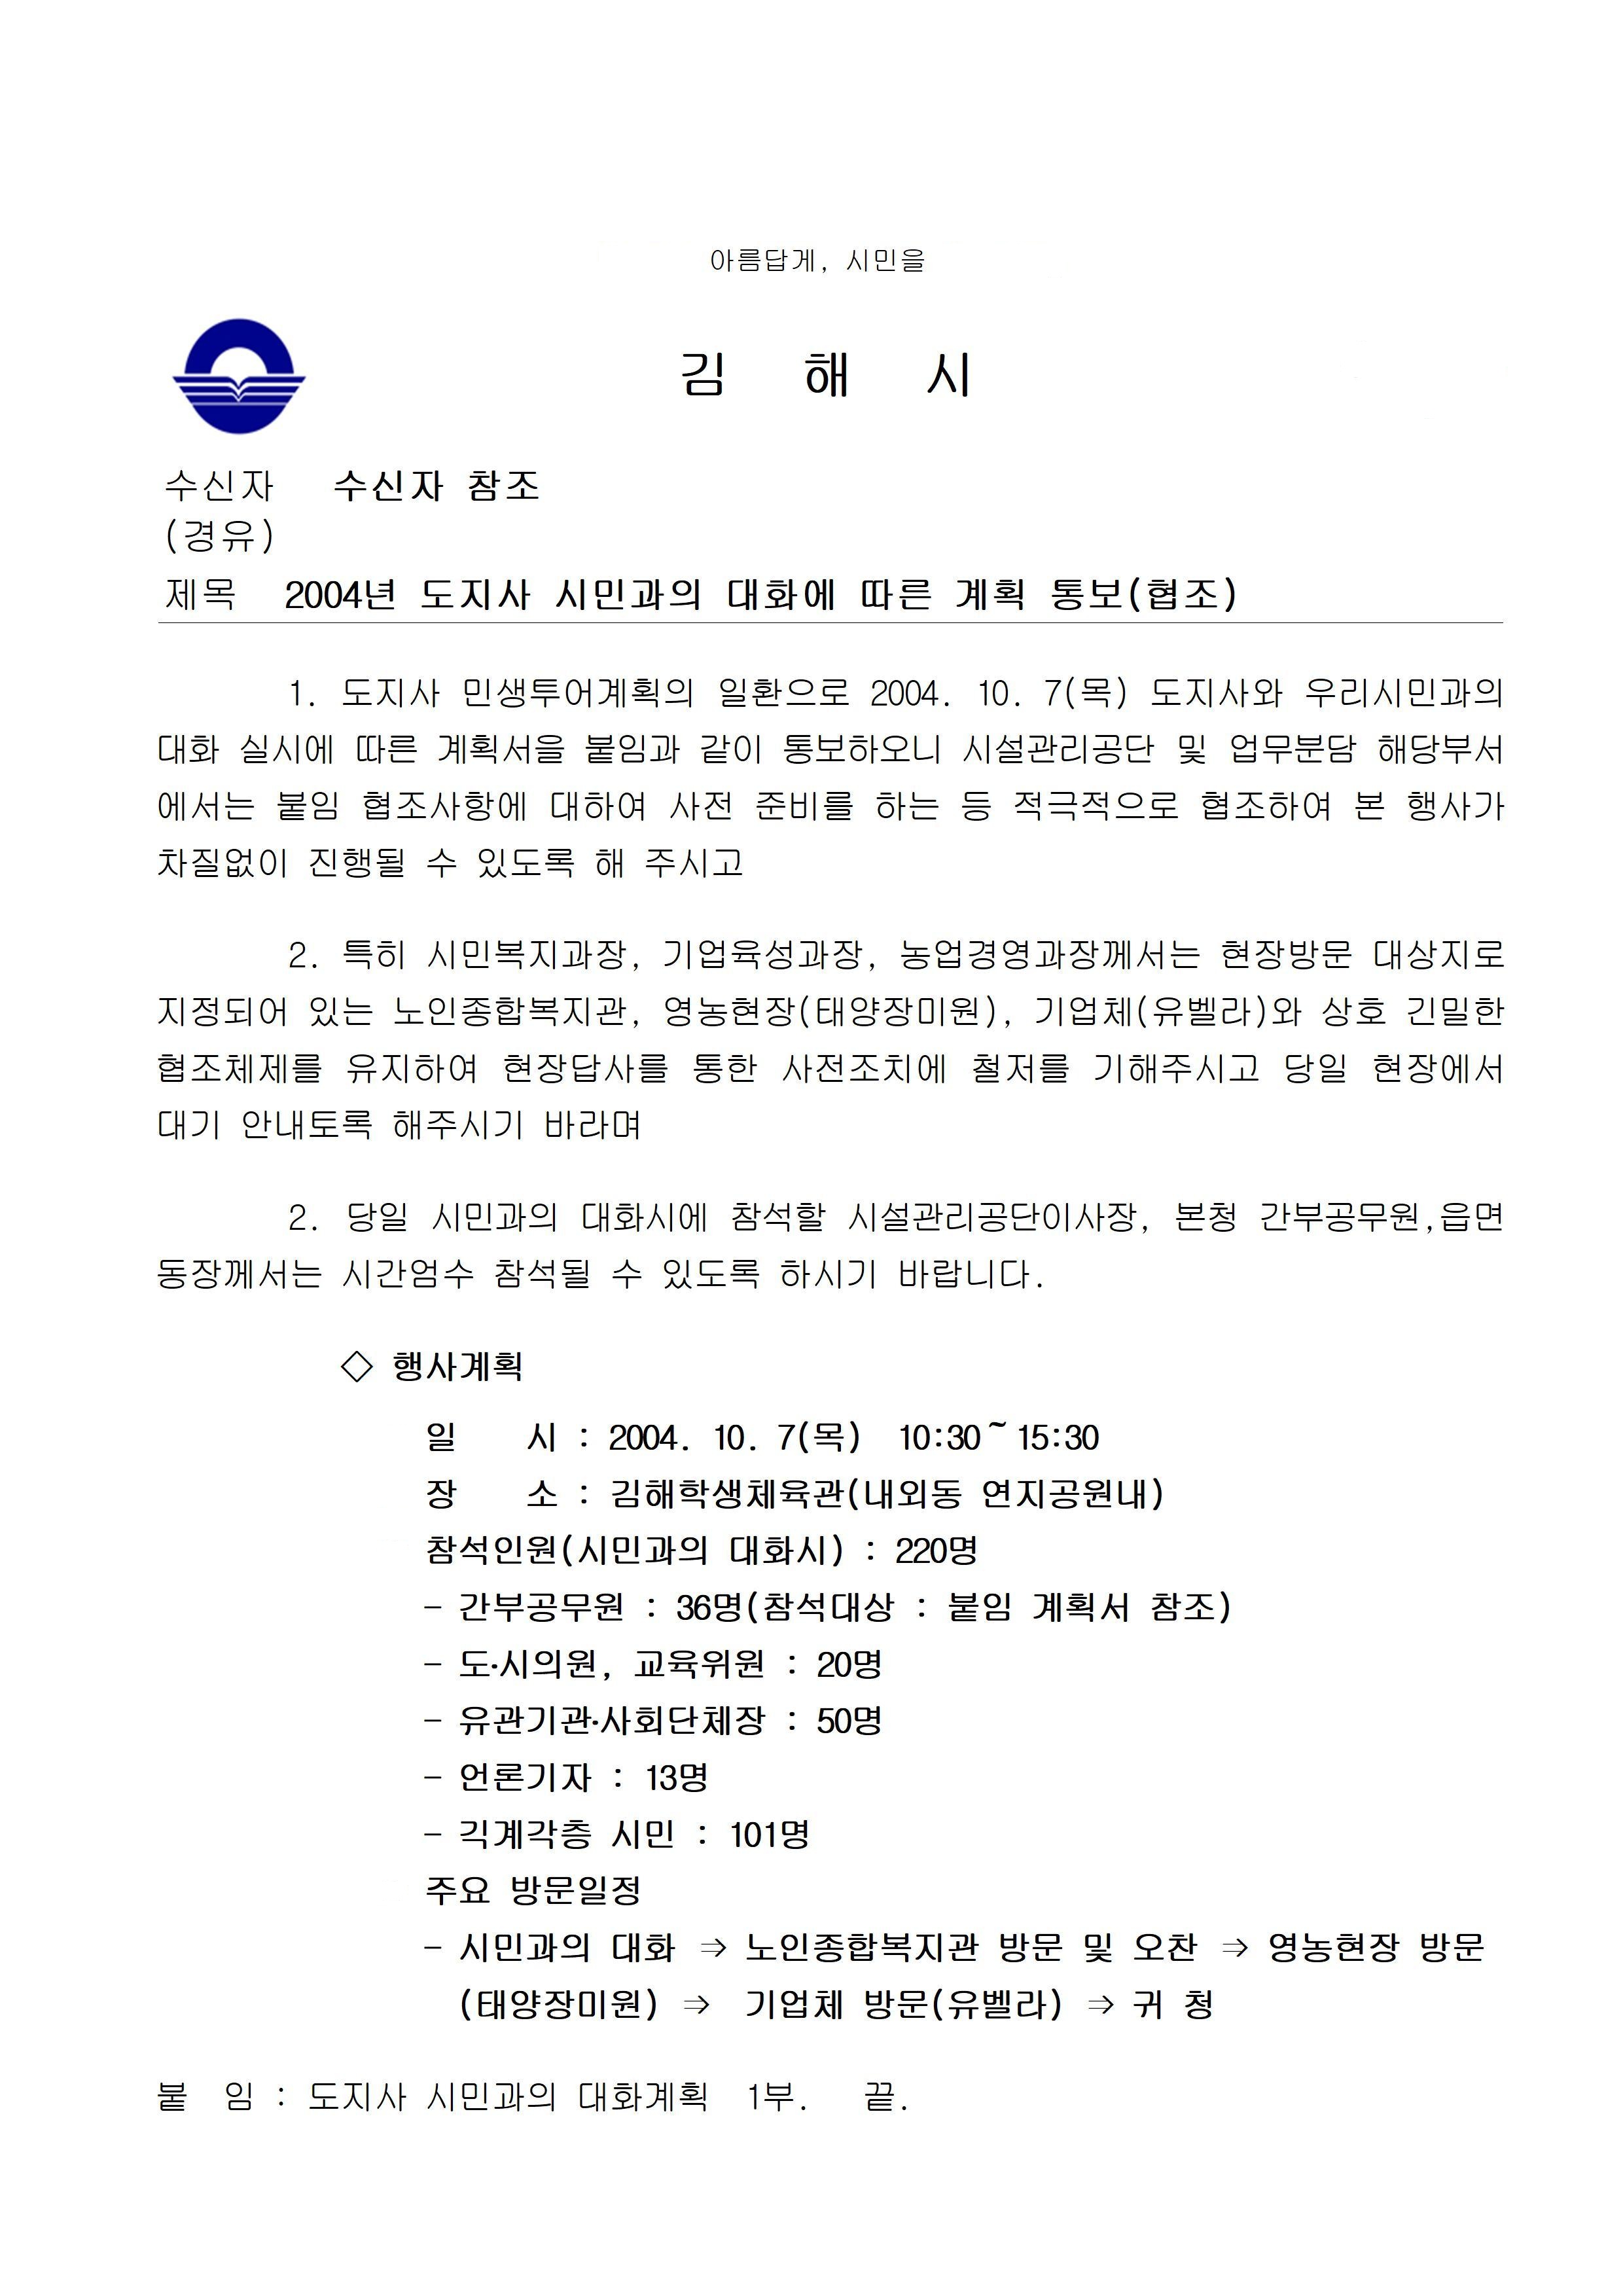 아름답게, 시민을
김 해 시
수신자 수신자 참조
(경유)
제목 2004년 도지사 시민과의 대화에 따른 계획 통보(협조)
1. 도지사 민생투어계획의 일환으로 2004. 10. 7(목) 도지사와 우리시민과의
대화 실시에 따른 계획서을 붙임과 같이 통보하오니 시설관리공단 및 업무분담 해당부서
에서는 붙임 협조사항에 대하여 사전 준비를 하는 등 적극적으로 협조하여 본 행사가
차질없이 진행될 수 있도록 해 주시고
2. 특히 시민복지과장, 기업육성과장, 농업경영과장께서는 현장방문 대상지로
지정되어 있는 노인종합복지관, 영농현장(태양장미원), 기업체(유벨라)와 상호 긴밀한
협조체제를 유지하여 현장답사를 통한 사전조치에 철저를 기해주시고 당일 현장에서
대기 안내토록 해주시기 바라며
2. 당일 시민과의 대화시에 참석할 시설관리공단이사장, 본청 간부공무원,읍면
동장께서는 시간엄수 참석될 수 있도록 하시기 바랍니다.
◇ 행사계획
일 시 : 2004. 10. 7(목) 10:30~15:30
장 소 : 김해학생체육관(내외동 연지공원내)
참석인원(시민과의 대화시) : 220명
- 간부공무원 : 36명(참석대상 : 붙임 계획서 참조)
- 도·시의원, 교육위원 : 20명
- 유관기관·사회단체장 : 50명
- 언론기자 : 13명
- 긱계각층 시민 : 101명
주요 방문일정
- 시민과의 대화 ⇒ 노인종합복지관 방문 및 오찬 ⇒ 영농현장 방문
(태양장미원) ⇒ 기업체 방문(유벨라) ⇒ 귀 청
붙 임 : 도지사 시민과의 대화계획 1부. 끝.